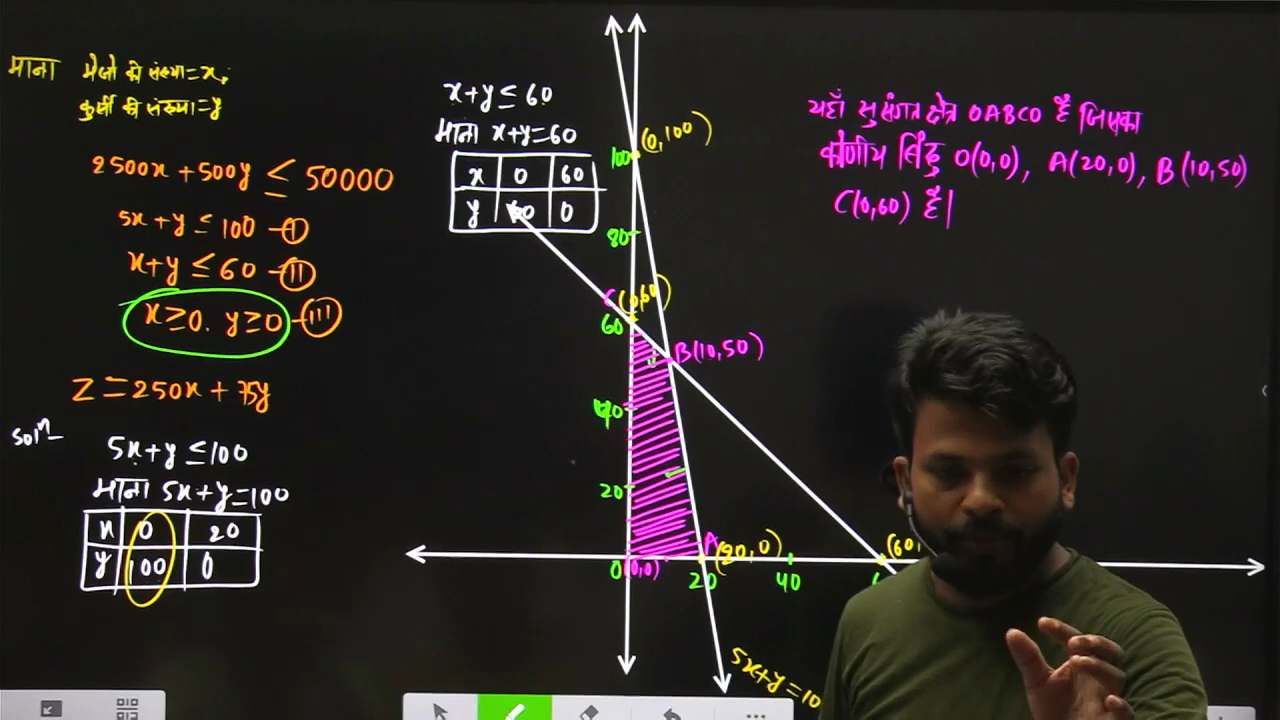 माना मेजों की संख्या = x,
कुर्सी की संख्या = y
2500x + 500y ≤ 50000
5x + y ≤ 100 - I
x+y ≤ 60 - II
x ≥ 0, y ≥ 0 - III
Z = 250x + 75y
Solⁿ
5x + y ≤ 100
माना 5x + y = 100
x 0 20
y 100 0
x + y ≤ 60
माना x + y = 60
x 0 60
y 60 0
(0,100)
100
80
C (0,60)
60
B(10,50)
40
20
A (20,0)
(60,
0 (0,0) 20 40
5x+y=10
यहाँ सुसंगत क्षेत्र OABCO है जिसका
कोणीय बिंदु O(0,0), A(20,0), B(10,50)
C(0,60) है|